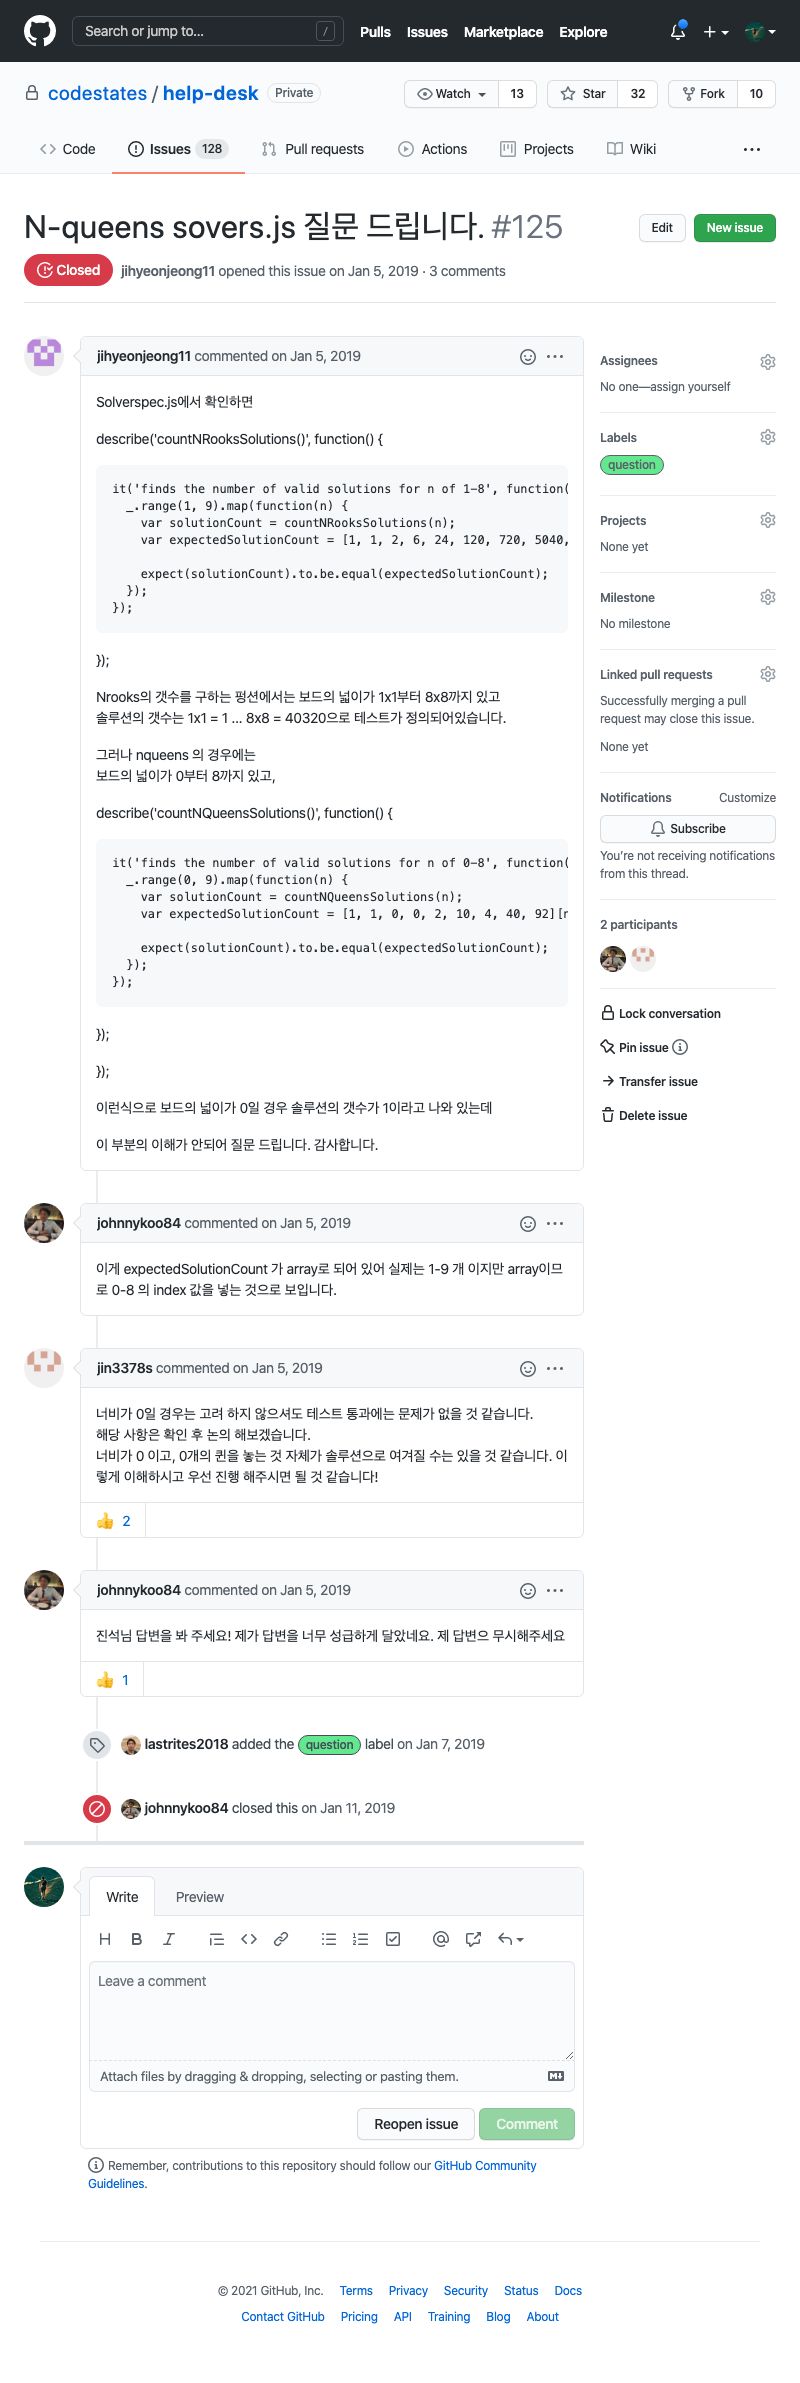 Search or jump to... /
Pulls Issues Marketplace Explore
codestates / help-desk Private
Watch 13 Star 32 Fork 10
Code Issues 128 Pull requests Actions Projects Wiki ...
N-queens sovers.js 질문 드립니다. #125
Edit New issue
Closed jihyeonjeong11 opened this issue on Jan 5, 2019 · 3 comments
jihyeonjeong11 commented on Jan 5, 2019
Solverspec.js에서 확인하면
describe('countNRooksSolutions()', function() {
it('finds the number of valid solutions for n of 1-8', function(
_.range(1, 9).map(function(n) {
var solutionCount = countNRooksSolutions(n);
var expectedSolutionCount = [1, 1, 2, 6, 24, 120, 720, 5040,
expect(solutionCount).to.be.equal(expectedSolutionCount);
});
});
});
Nrooks의 갯수를 구하는 펑션에서는 보드의 넓이가 1x1부터 8x8까지 있고
솔루션의 갯수는 1x1 = 1 ... 8x8 = 40320으로 테스트가 정의되어있습니다.
그러나 nqueens 의 경우에는
보드의 넓이가 0부터 8까지 있고,
describe('countNQueensSolutions()', function() {
it('finds the number of valid solutions for n of 0-8', function(
_.range(0, 9).map(function(n) {
var solutionCount = countNQueensSolutions(n);
var expectedSolutionCount = [1, 1, 0, 0, 2, 10, 4, 40, 92][n
expect(solutionCount).to.be.equal(expectedSolutionCount);
});
});
});
});
이런식으로 보드의 넓이가 0일 경우 솔루션의 갯수가 1이라고 나와 있는데
이 부분의 이해가 안되어 질문 드립니다. 감사합니다.
johnnykoo84 commented on Jan 5, 2019
이게 expectedSolutionCount 가 array로 되어 있어 실제는 1-9 개 이지만 array이므
로 0-8 의 index 값을 넣는 것으로 보입니다.
jin3378s commented on Jan 5, 2019
너비가 0일 경우는 고려 하지 않으셔도 테스트 통과에는 문제가 없을 것 같습니다.
해당 사항은 확인 후 논의 해보겠습니다.
너비가 0 이고, 0개의 퀸을 놓는 것 자체가 솔루션으로 여겨질 수는 있을 것 같습니다. 이
렇게 이해하시고 우선 진행 해주시면 될 것 같습니다!
👍 2
johnnykoo84 commented on Jan 5, 2019
진석님 답변을 봐 주세요! 제가 답변을 너무 성급하게 달았네요. 제 답변으 무시해주세요
👍 1
lastrites2018 added the question label on Jan 7, 2019
johnnykoo84 closed this on Jan 11, 2019
Write Preview
H B I
Leave a comment
Attach files by dragging & dropping, selecting or pasting them.
Reopen issue Comment
Remember, contributions to this repository should follow our GitHub Community
Guidelines.
Assignees
No one—assign yourself
Labels
question
Projects
None yet
Milestone
No milestone
Linked pull requests
Successfully merging a pull
request may close this issue.
None yet
Notifications Customize
Subscribe
You're not receiving notifications
from this thread.
2 participants
Lock conversation
Pin issue
Transfer issue
Delete issue
© 2021 GitHub, Inc. Terms Privacy Security Status Docs
Contact GitHub Pricing API Training Blog About